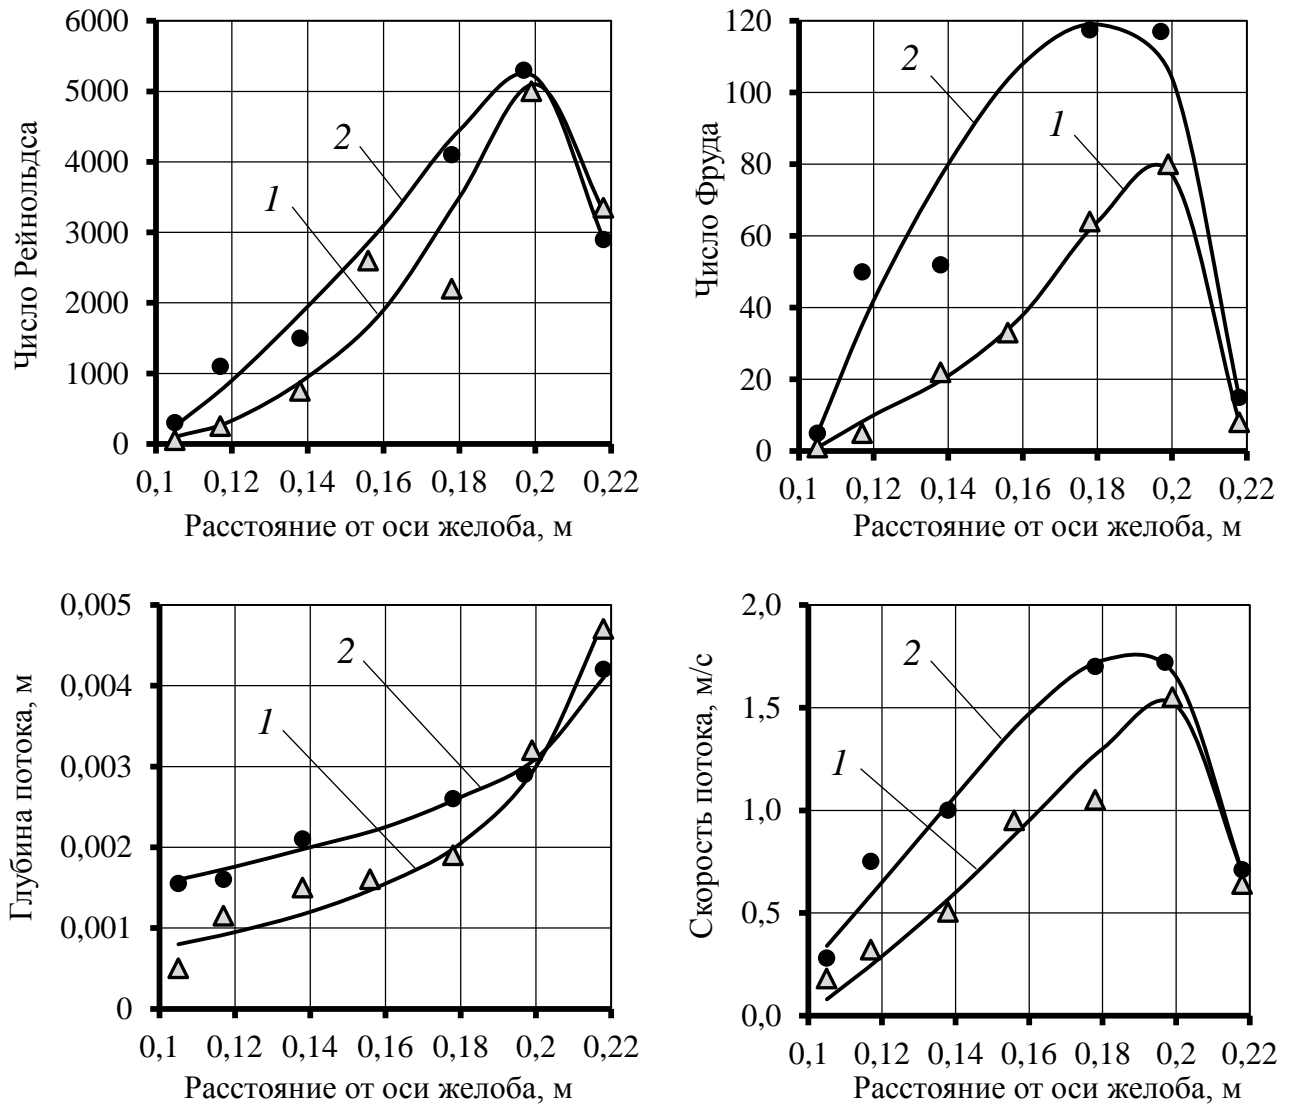 Число Рейнольдса
6000
5000
4000
3000
2000
1000
0
2
1
0,1 0,12 0,14 0,16 0,18 0,2 0,22
Расстояние от оси желоба, м
Число Фруда
120
100
80
60
40
20
0
2
1
0,1 0,12 0,14 0,16 0,18 0,2 0,22
Расстояние от оси желоба, м
Глубина потока, м
0,005
0,004
0,003
0,002
0,001
0
2
1
0,1 0,12 0,14 0,16 0,18 0,2 0,22
Расстояние от оси желоба, м
Скорость потока, м/с
2,0
1,5
1,0
0,5
0,0
2
1
0,1 0,12 0,14 0,16 0,18 0,2 0,22
Расстояние от оси желоба, м